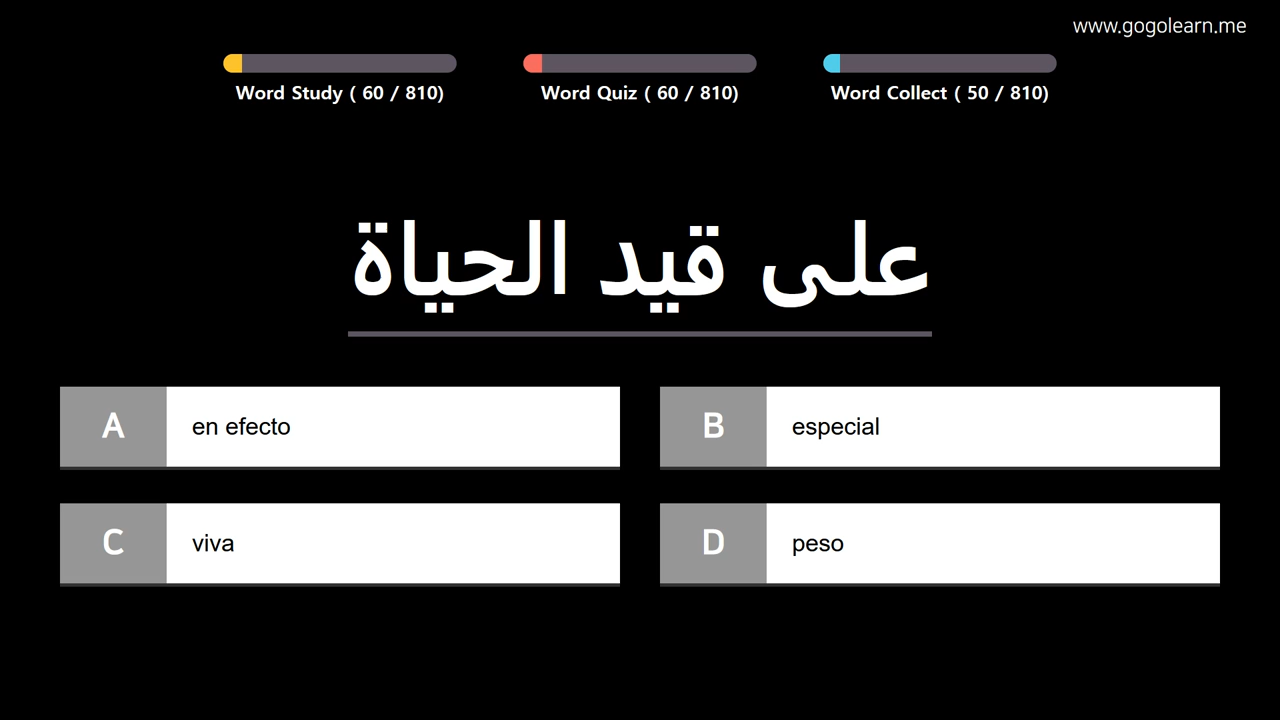 www.gogolearn.me
Word Study ( 60 / 810)
Word Quiz ( 60 / 810)
Word Collect ( 50 / 810)
على قيد الحياة
A en efecto
B especial
C viva
D peso